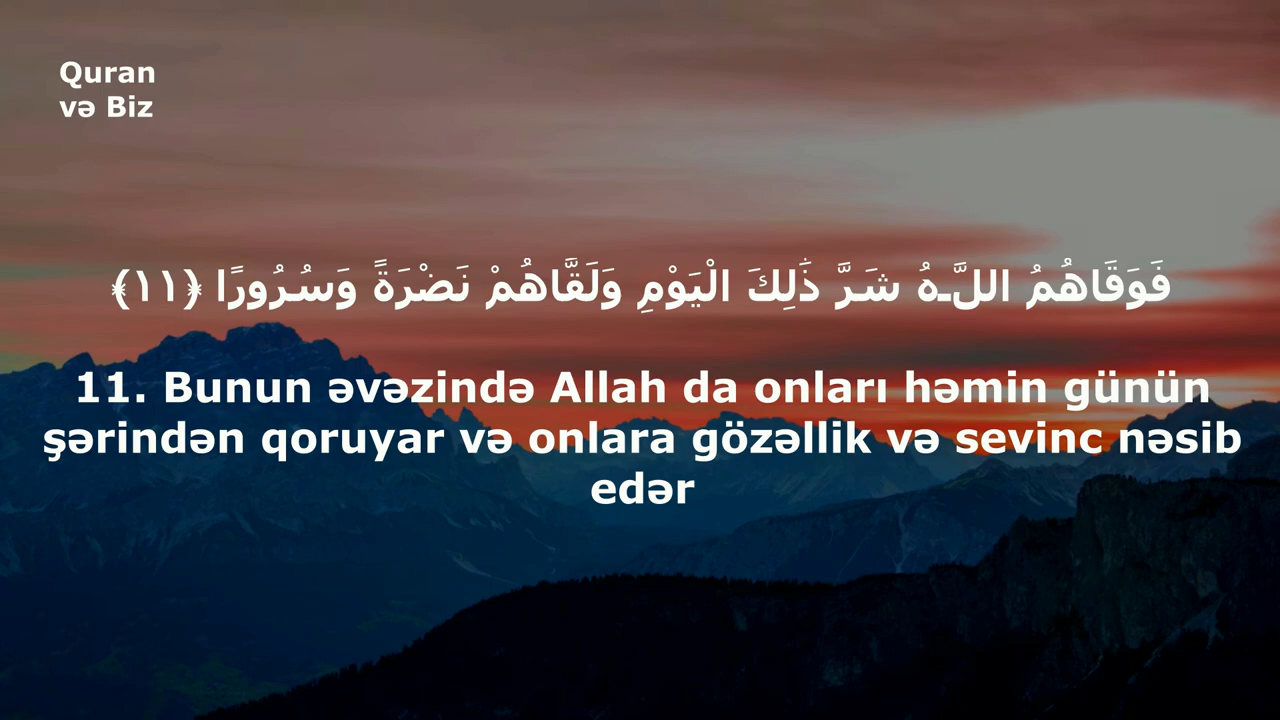 Quran
və Biz
فَوَقَاهُمُ اللَّـهُ شَرَّ ذَٰلِكَ الْيَوْمِ وَلَقَّاهُمْ نَضْرَةً وَسُرُورًا ﴿١١﴾
11. Bunun əvəzində Allah da onları həmin günün
şərindən qoruyar və onlara gözəllik və sevinc nəsib
edər